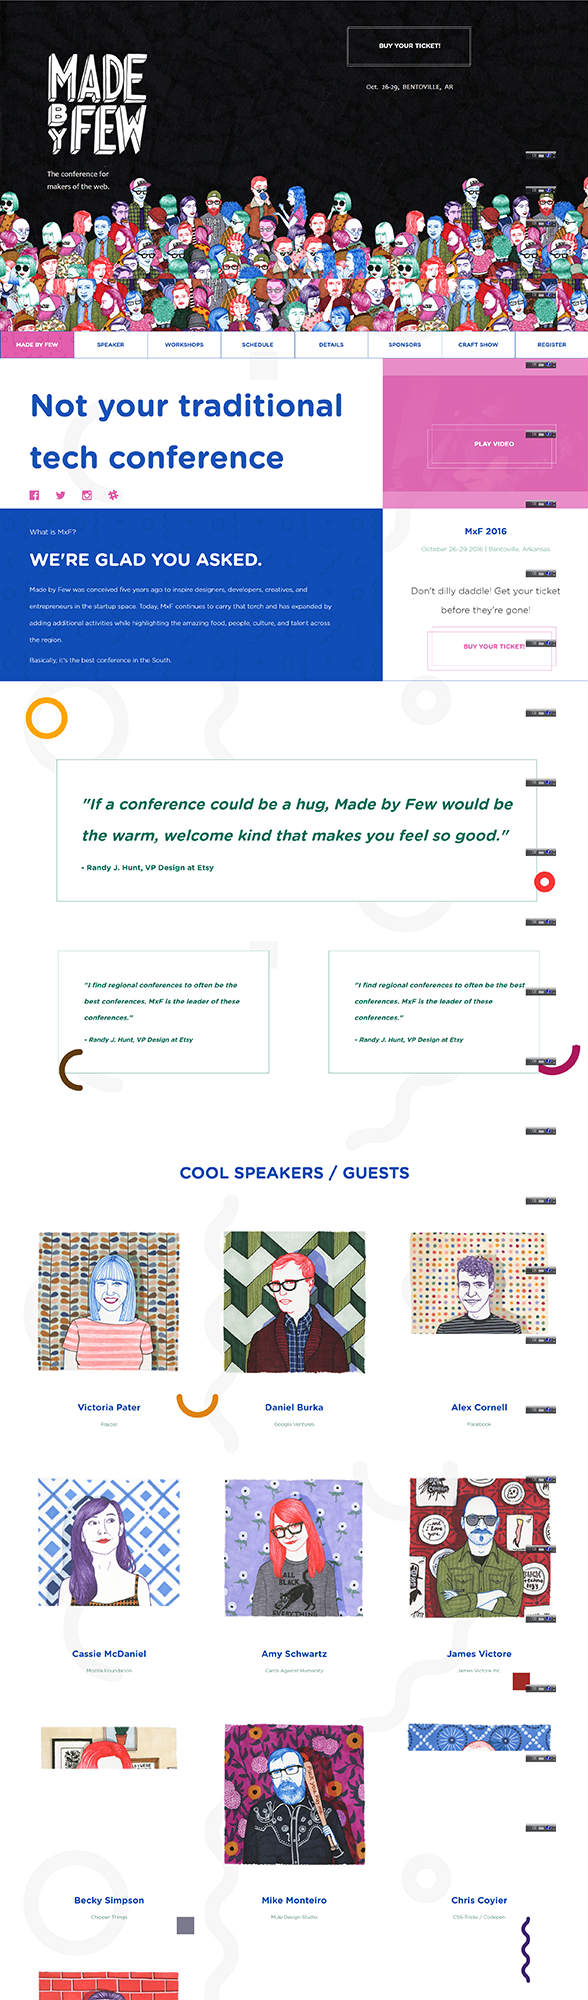 MADE
BY FEW
The conference for
makers of the web.
BUY YOUR TICKET!
Oct. 26-29, BENTOVILLE, AR
MADE BY FEW
SPEAKER
WORKSHOPS
SCHEDULE
DETAILS
SPONSORS
CRAFT SHOW
REGISTER
Not your traditional
tech conference
PLAY VIDEO
What is MxF?
WE'RE GLAD YOU ASKED.
Made by Few was conceived five years ago to inspire designers, developers, creatives, and
entrepreneurs in the startup space. Today, MxF continues to carry that torch and has expanded by
adding additional activities while highlighting the amazing food, people, culture, and talent across
the region.
Basically, it's the best conference in the South.
MxF 2016
October 26-29 2016 | Bentoville, Arkansas
Don't dilly daddle! Get your ticket
before they're gone!
BUY YOUR TICKET!
"If a conference could be a hug, Made by Few would be
the warm, welcome kind that makes you feel so good."
- Randy J. Hunt, VP Design at Etsy
"I find regional conferences to often be the
best conferences. MxF is the leader of these
conferences."
- Randy J. Hunt, VP Design at Etsy
"I find regional conferences to often be the best
conferences. MxF is the leader of these
conferences."
- Randy J. Hunt, VP Design at Etsy
COOL SPEAKERS / GUESTS
Victoria Pater
Daniel Burka
Google Ventures
Alex Cornell
Facebook
ALL
BLACK
EVERYTHING
...and I
love
you.
Cassie McDaniel
Mozilla Foundation
Amy Schwartz
Cards Against Humanity
James Victore
James Victore Inc.
Becky Simpson
Chipper Things
Mike Monteiro
Mule Design Studio
Chris Coyier
CSS-Tricks / Codepen